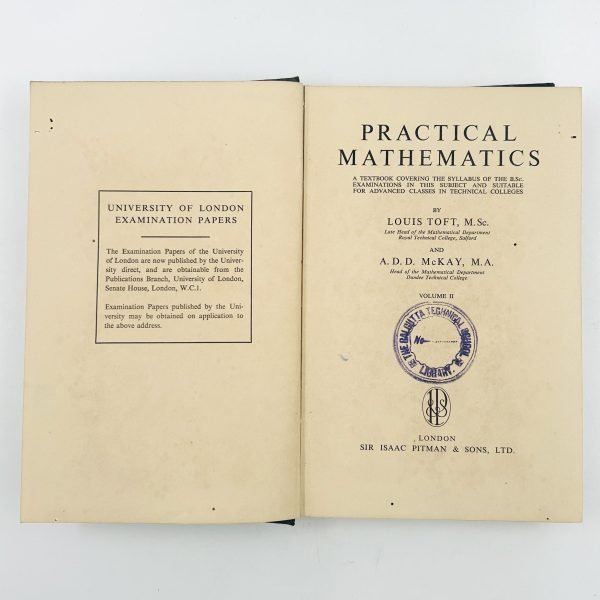 UNIVERSITY OF LONDON
EXAMINATION PAPERS
The Examination Papers of the University
of London are now published by the Univer-
sity direct, and are obtainable from the
Publications Branch, University of London,
Senate House, London, W.C.1.
Examination Papers published by the Uni-
versity may be obtained on application to
the above address.
PRACTICAL
MATHEMATICS
A TEXTBOOK COVERING THE SYLLABUS OF THE B.Sc.
EXAMINATIONS IN THIS SUBJECT AND SUITABLE
FOR ADVANCED CLASSES IN TECHNICAL COLLEGES
BY
LOUIS TOFT, M.Sc.
Late Head of the Mathematical Department
Royal Technical College, Salford
AND
A. D. D. McKAY, M.A.
Head of the Mathematical Department
Dundee Technical College
VOLUME II
THE CALCUTTA TECHNICAL SCHOOL
No
LIBRARY.
LONDON
SIR ISAAC PITMAN & SONS, LTD.